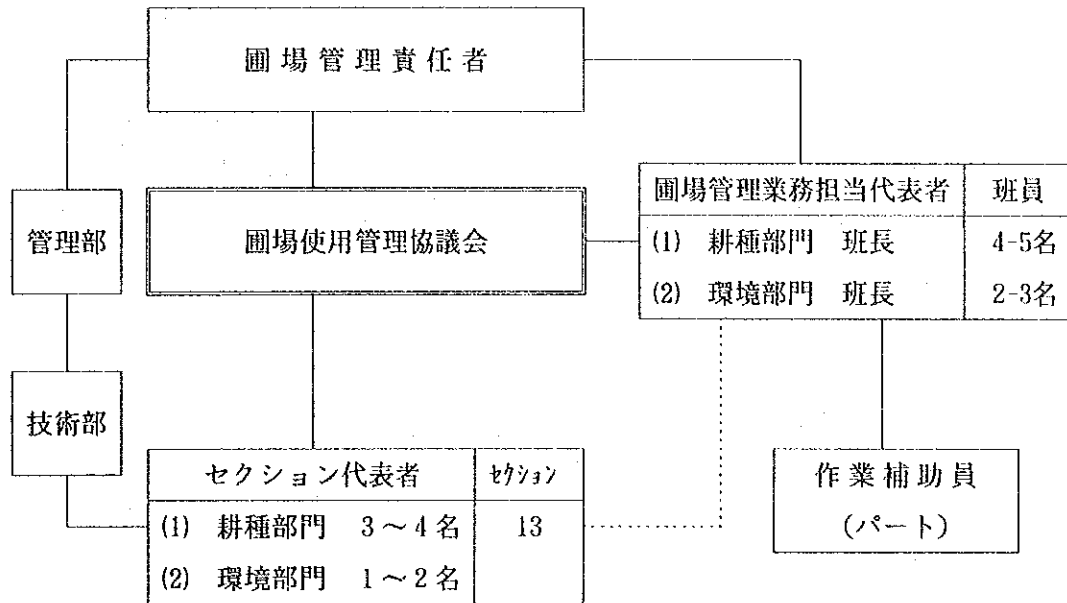 圃場管理責任者
管理部
圃場使用管理協議会
圃場管理業務担当代表者 班員
(1) 耕種部門 班長 4-5名
(2) 環境部門 班長 2-3名
技術部
セクション代表者 ｾｸｼｮﾝ
(1) 耕種部門 3～4名 13
(2) 環境部門 1～2名
作業補助員
(パート)